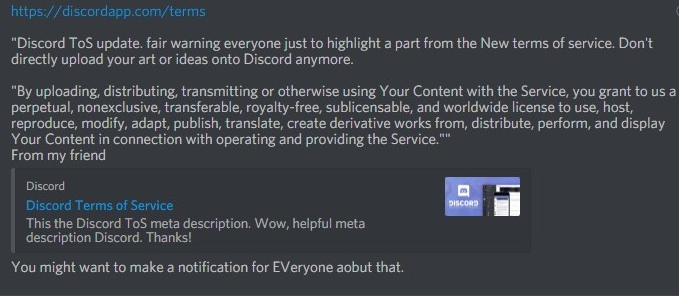 https://discordapp.com/terms
"Discord ToS update. fair warning everyone just to highlight a part from the New terms of service. Don't
directly upload your art or ideas onto Discord anymore.
"By uploading, distributing, transmitting or otherwise using Your Content with the Service, you grant to us a
perpetual, nonexclusive, transferable, royalty-free, sublicensable, and worldwide license to use, host,
reproduce, modify, adapt, publish, translate, create derivative works from, distribute, perform, and display
Your Content in connection with operating and providing the Service.""
From my friend
Discord
Discord Terms of Service
This the Discord ToS meta description. Wow, helpful meta
description Discord. Thanks!
DISCORD
You might want to make a notification for EVeryone aobut that.